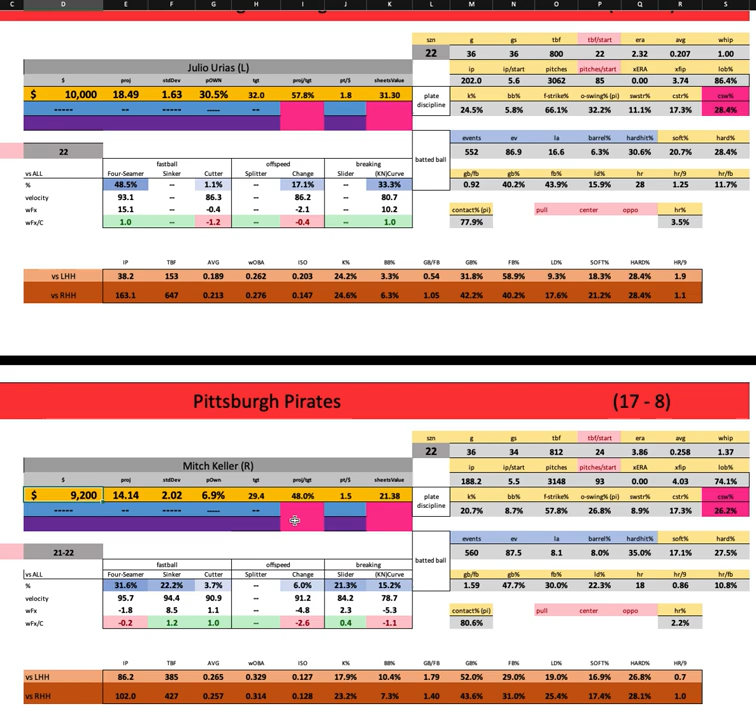 C D E F G H I J K L M N O P Q R S
szn g gs tbf tbf/start era avg whip
22 36 36 800 22 2.32 0.207 1.00
Julio Urias (L) ip ip/start pitches pitches/start xERA xfip lob%
202.0 5.6 3062 85 0.00 3.74 86.4%
$ proj stdDev pOWN tgt proj/tgt pt/$ sheetsValue
$ 10,000 18.49 1.63 30.5% 32.0 57.8% 1.8 31.30
plate discipline k% bb% f-strike% o-swing% (pi) swstr% cstr% csw%
----- -- ----- -- 24.5% 5.8% 66.1% 32.2% 11.1% 17.3% 28.4%
events ev la barrel% hardhit% soft% hard%
22 552 86.9 16.6 6.3% 30.6% 20.7% 28.4%
fastball offspeed breaking batted ball
vs ALL Four-Seamer Sinker Cutter Splitter Change Slider (KN)Curve gb/fb gb% fb% ld% hr hr/9 hr/fb
% 48.5% -- 1.1% -- 17.1% -- 33.3% 0.92 40.2% 43.9% 15.9% 28 1.25 11.7%
velocity 93.1 -- 86.3 -- 86.2 -- 80.7
wFx 15.1 -- -0.4 -- -2.1 -- 10.2 contact% (pi) pull center oppo hr%
wFx/C 1.0 -- -1.2 -- -0.4 -- 1.0 77.9% 3.5%
IP TBF AVG wOBA ISO K% BB% GB/FB GB% FB% LD% SOFT% HARD% HR/9
vs LHH 38.2 153 0.189 0.262 0.203 24.2% 3.3% 0.54 31.8% 58.9% 9.3% 18.3% 28.4% 1.9
vs RHH 163.1 647 0.213 0.276 0.147 24.6% 6.3% 1.05 42.2% 40.2% 17.6% 21.2% 28.4% 1.1
Pittsburgh Pirates (17 - 8)
szn g gs tbf tbf/start era avg whip
22 36 34 812 24 3.86 0.258 1.37
Mitch Keller (R) ip ip/start pitches pitches/start xERA xfip lob%
188.2 5.5 3148 93 0.00 4.03 74.1%
$ proj stdDev pOwn tgt proj/tgt pt/$ sheetsValue
$ 9,200 14.14 2.02 6.9% 29.4 48.0% 1.5 21.38
plate discipline k% bb% f-strike% o-swing% (pi) swstr% cstr% csw%
----- -- ----- -- 20.7% 8.7% 57.8% 26.8% 8.9% 17.3% 26.2%
events ev la barrel% hardhit% soft% hard%
21-22 560 87.5 8.1 8.0% 35.0% 17.1% 27.5%
fastball offspeed breaking batted ball
vs ALL Four-Seamer Sinker Cutter Splitter Change Slider (KN)Curve gb/fb gb% fb% ld% hr hr/9 hr/fb
% 31.6% 22.2% 3.7% 6.0% 21.3% 15.2% 1.59 47.7% 30.0% 22.3% 18 0.86 10.8%
velocity 95.7 94.4 90.9 91.2 84.2 78.7
wFx -1.8 8.5 1.1 -4.8 2.3 -5.3 contact% (pi) pull center oppo hr%
wFx/C -0.2 1.2 1.0 -- -2.6 0.4 -1.1 80.6% 2.2%
IP TBF AVG wOBA ISO K% BB% GB/FB GB% FB% LD% SOFT% HARD% HR/9
vs LHH 86.2 385 0.265 0.329 0.127 17.9% 10.4% 1.79 52.0% 29.0% 19.0% 16.9% 26.8% 0.7
vs RHH 102.0 427 0.257 0.314 0.128 23.2% 7.3% 1.40 43.6% 31.0% 25.4% 17.4% 28.1% 1.0